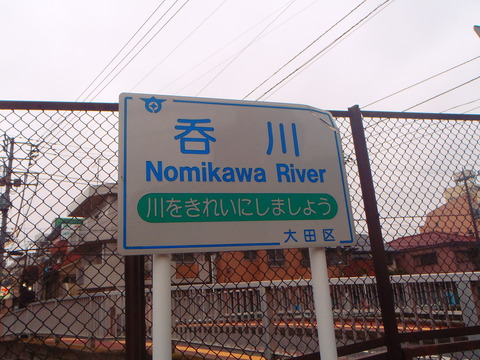 呑川
Nomikawa River
川をきれいにしましょう
大田区